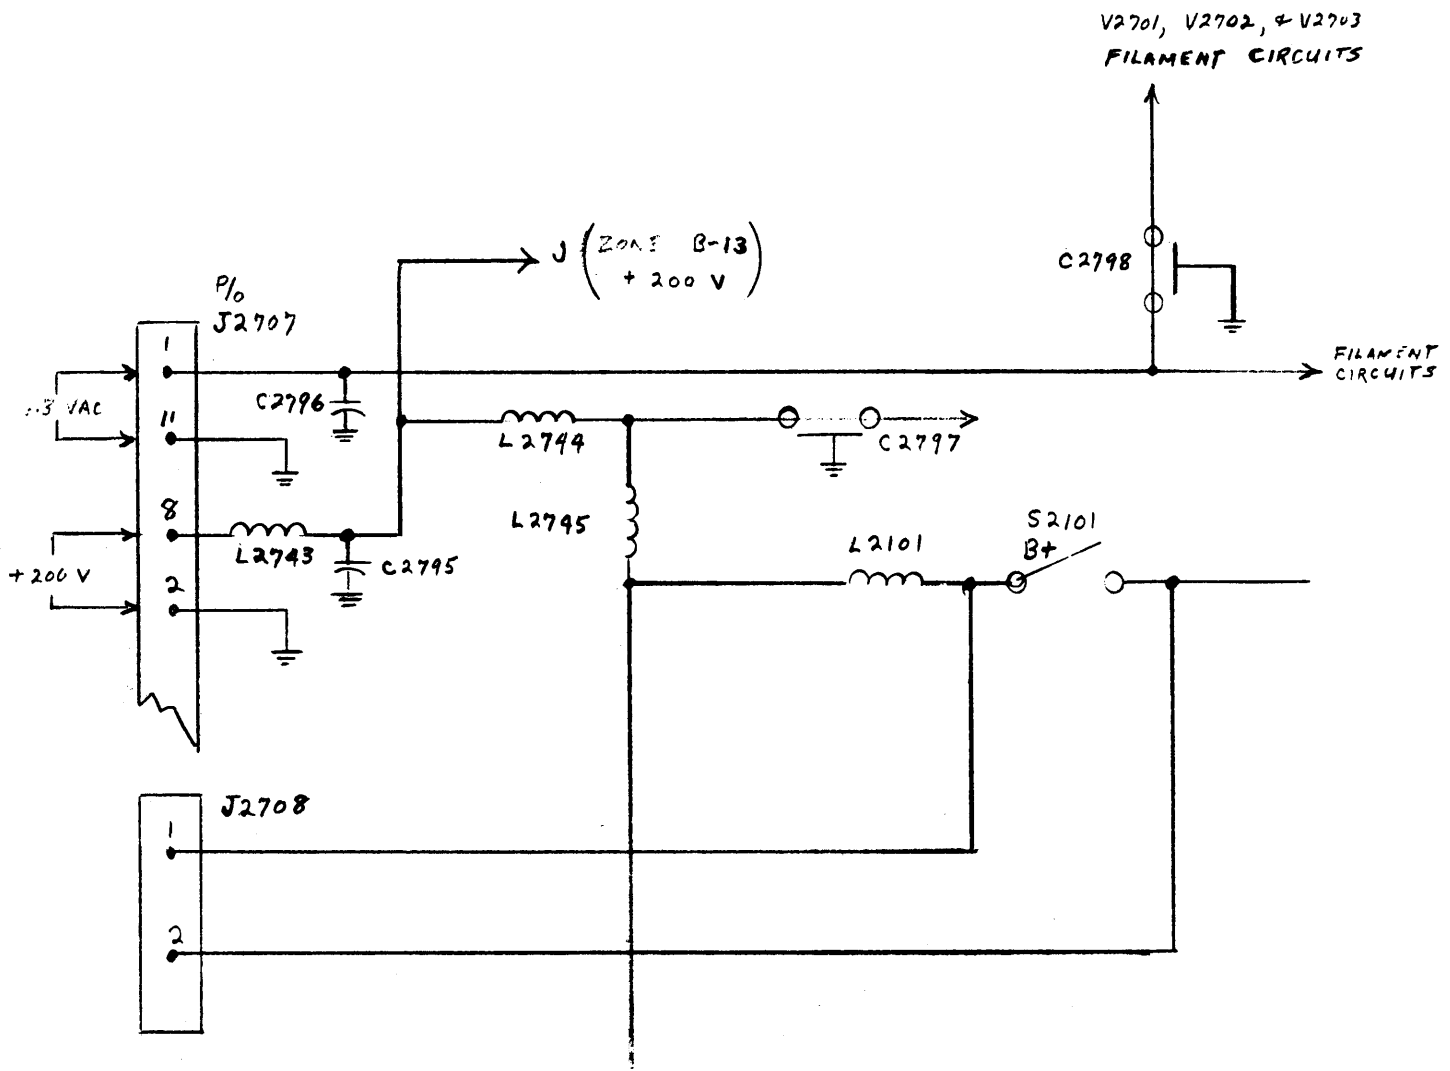 V2701, V2702, & V2703
FILAMENT CIRCUITS
J (ZONE B-13)
+ 200 V
C2798
P/O
J2707
1
FILAMENT
CIRCUITS
VAC
C2796
11
L2744
C2797
8
L2745
S2101
B+
L2101
L2743
C2795
+200 V
2
J2708
1
2